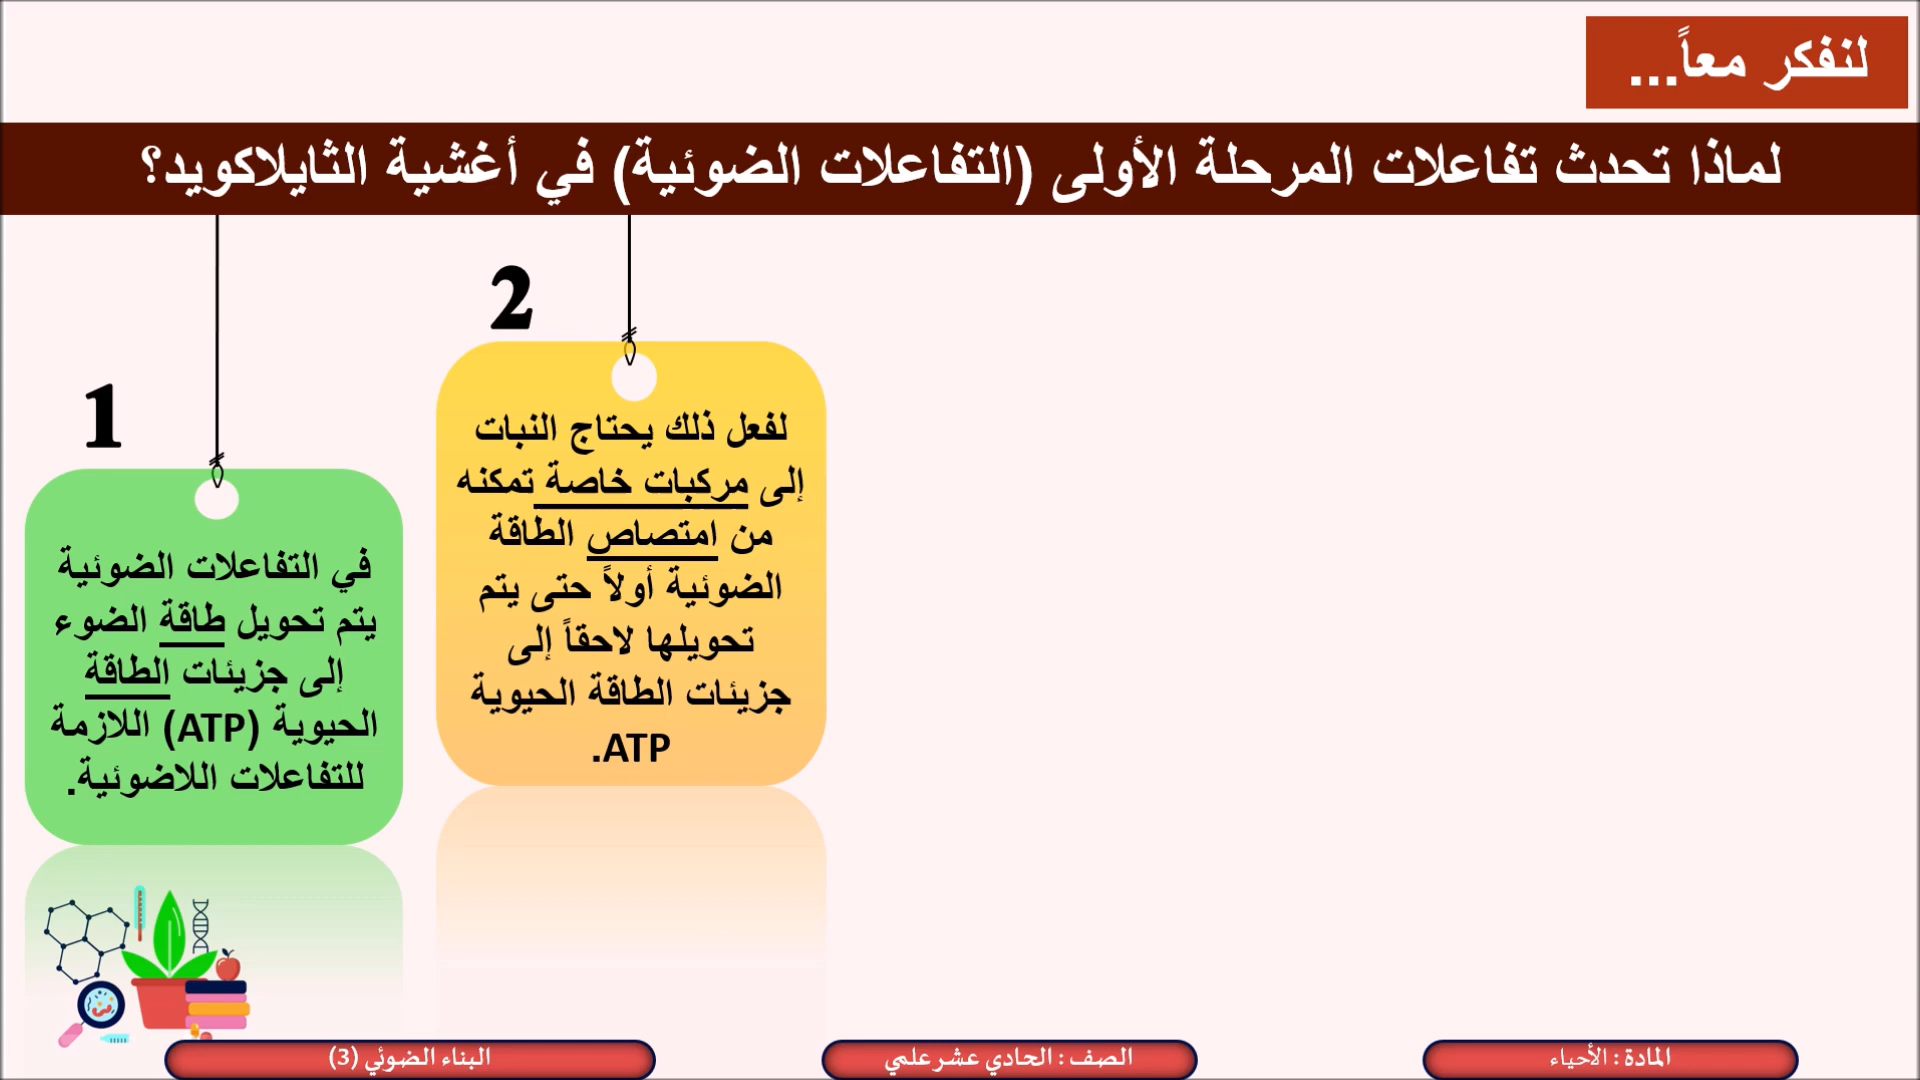 لنفكر معاً...
لماذا تحدث تفاعلات المرحلة الأولى (التفاعلات الضوئية) في أغشية الثايلاكويد؟
1
في التفاعلات الضوئية
يتم تحويل طاقة الضوء
إلى جزيئات الطاقة
الحيوية (ATP) اللازمة
للتفاعلات اللاضوئية.
2
لفعل ذلك يحتاج النبات
إلى مركبات خاصة تمكنه
من امتصاص الطاقة
الضوئية أولاً حتى يتم
تحويلها لاحقاً إلى
جزيئات الطاقة الحيوية
ATP.
المادة : الأحياء
الصف : الحادي عشر علمي
البناء الضوئي (3)